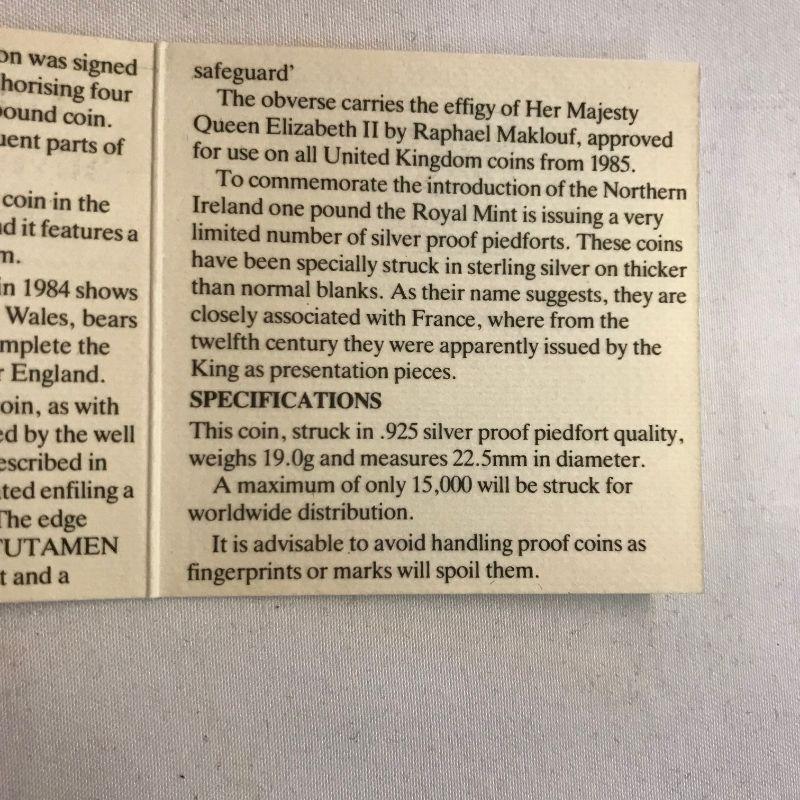 on was signed
horising four
ound coin.
uent parts of
coin in the
d it features a
m.
in 1984 shows
Wales, bears
mplete the
r England.
oin, as with
ed by the well
escribed in
ted enfiling a
The edge
TUTAMEN
t and a
safeguard’
The obverse carries the effigy of Her Majesty
Queen Elizabeth II by Raphael Maklouf, approved
for use on all United Kingdom coins from 1985.
To commemorate the introduction of the Northern
Ireland one pound the Royal Mint is issuing a very
limited number of silver proof piedforts. These coins
have been specially struck in sterling silver on thicker
than normal blanks. As their name suggests, they are
closely associated with France, where from the
twelfth century they were apparently issued by the
King as presentation pieces.
SPECIFICATIONS
This coin, struck in .925 silver proof piedfort quality,
weighs 19.0g and measures 22.5mm in diameter.
A maximum of only 15,000 will be struck for
worldwide distribution.
It is advisable to avoid handling proof coins as
fingerprints or marks will spoil them.